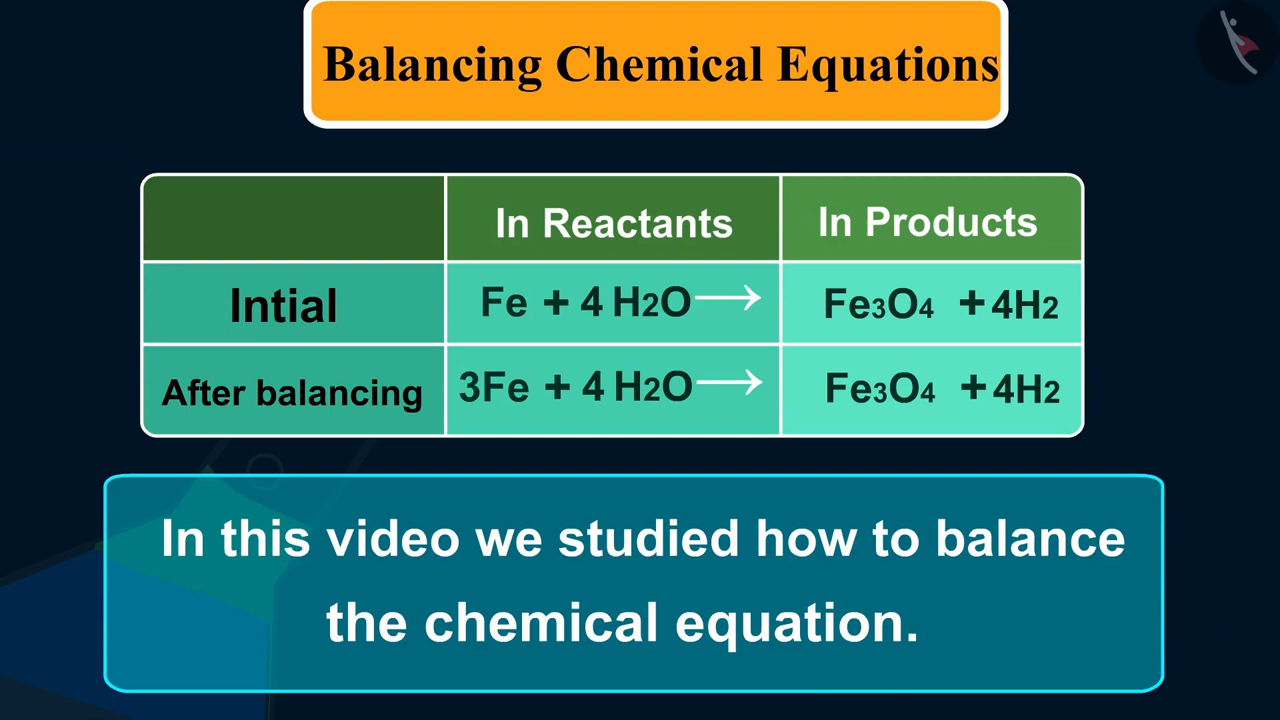 Balancing Chemical Equations
In Reactants In Products
Intial Fe + 4 H2O⟶ Fe3O4 + 4H2
After balancing 3Fe + 4 H2O⟶ Fe3O4 + 4H2
In this video we studied how to balance
the chemical equation.